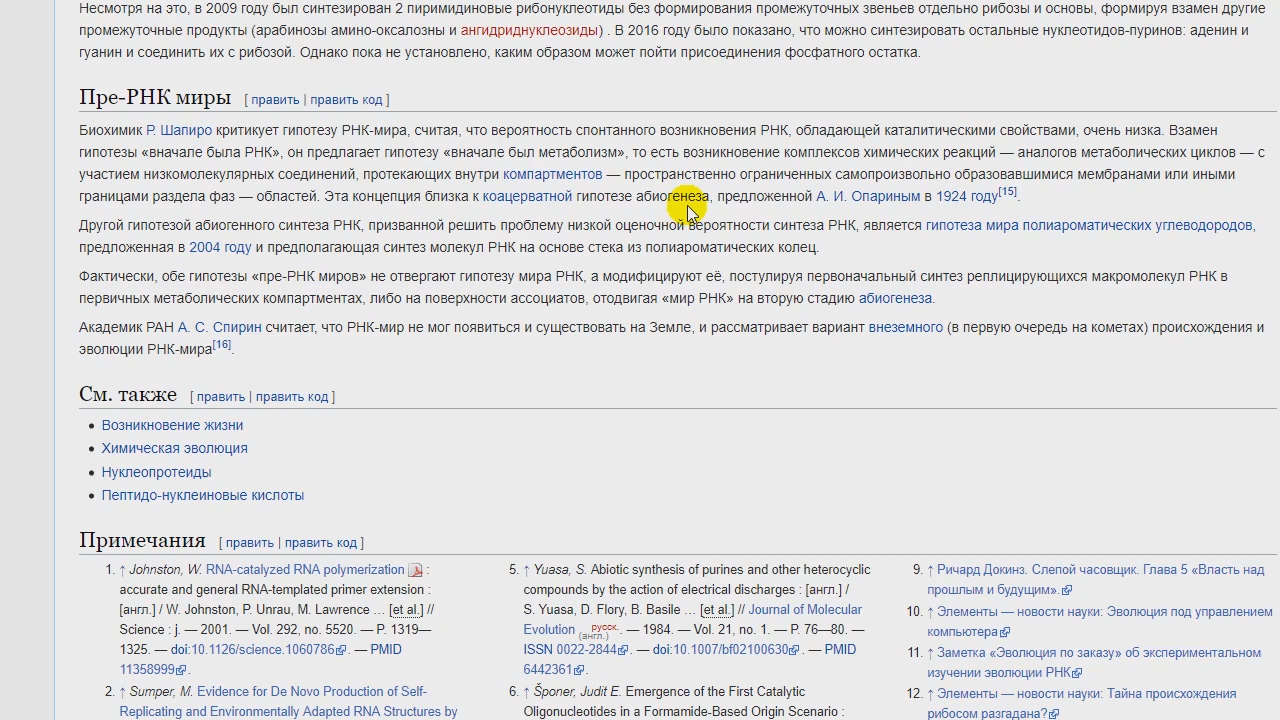 Несмотря на это, в 2009 году был синтезирован 2 пиримидиновые рибонуклеотиды без формирования промежуточных звеньев отдельно рибозы и основы, формируя взамен другие
промежуточные продукты (арабинозы амино-оксалозны и ангидриднуклеозиды) . В 2016 году было показано, что можно синтезировать остальные нуклеотидов-пуринов: аденин и
гуанин и соединить их с рибозой. Однако пока не установлено, каким образом может пойти присоединения фосфатного остатка.
Пре-РНК миры [ править | править код ]
Биохимик Р. Шапиро критикует гипотезу РНК-мира, считая, что вероятность спонтанного возникновения РНК, обладающей каталитическими свойствами, очень низка. Взамен
гипотезы «вначале была РНК», он предлагает гипотезу «вначале был метаболизм», то есть возникновение комплексов химических реакций — аналогов метаболических циклов — с
участием низкомолекулярных соединений, протекающих внутри компартментов — пространственно ограниченных самопроизвольно образовавшимися мембранами или иными
границами раздела фаз — областей. Эта концепция близка к коацерватной гипотезе абиогенеза, предложенной А. И. Опариным в 1924 году[15].
Другой гипотезой абиогенного синтеза РНК, призванной решить проблему низкой оценочной вероятности синтеза РНК, является гипотеза мира полиароматических углеводородов,
предложенная в 2004 году и предполагающая синтез молекул РНК на основе стека из полиароматических колец.
Фактически, обе гипотезы «пре-РНК миров» не отвергают гипотезу мира РНК, а модифицируют её, постулируя первоначальный синтез реплицирующихся макромолекул РНК в
первичных метаболических компартментах, либо на поверхности ассоциатов, отодвигая «мир РНК» на вторую стадию абиогенеза.
Академик РАН А. С. Спирин считает, что РНК-мир не мог появиться и существовать на Земле, и рассматривает вариант внеземного (в первую очередь на кометах) происхождения и
эволюции РНК-мира[16].
См. также [ править | править код ]
• Возникновение жизни
• Химическая эволюция
• Нуклеопротеиды
• Пептидо-нуклеиновые кислоты
Примечания [ править | править код ]
1. ↑ Johnston, W. RNA-catalyzed RNA polymerization :
accurate and general RNA-templated primer extension :
[англ.] / W. Johnston, P. Unrau, M. Lawrence … [et al.] //
Science : j. — 2001. — Vol. 292, no. 5520. — P. 1319—
1325. — doi:10.1126/science.1060786. — PMID
11358999.
2. ↑ Sumper, M. Evidence for De Novo Production of Self-
Replicating and Environmentally Adapted RNA Structures by
5. ↑ Yuasa, S. Abiotic synthesis of purines and other heterocyclic
compounds by the action of electrical discharges : [англ.] /
S. Yuasa, D. Flory, B. Basile … [et al.] // Journal of Molecular
Evolution русск. (англ.). — 1984. — Vol. 21, no. 1. — P. 76—80. —
ISSN 0022-2844. — doi:10.1007/bf02100630. — PMID
6442361.
6. ↑ Šponer, Judit E. Emergence of the First Catalytic
Oligonucleotides in a Formamide-Based Origin Scenario :
9. ↑ Ричард Докинз. Слепой часовщик. Глава 5 «Власть над
прошлым и будущим».
10. ↑ Элементы — новости науки: Эволюция под управлением
компьютера
11. ↑ Заметка «Эволюция по заказу» об экспериментальном
изучении эволюции РНК
12. ↑ Элементы — новости науки: Тайна происхождения
рибосом разгадана?